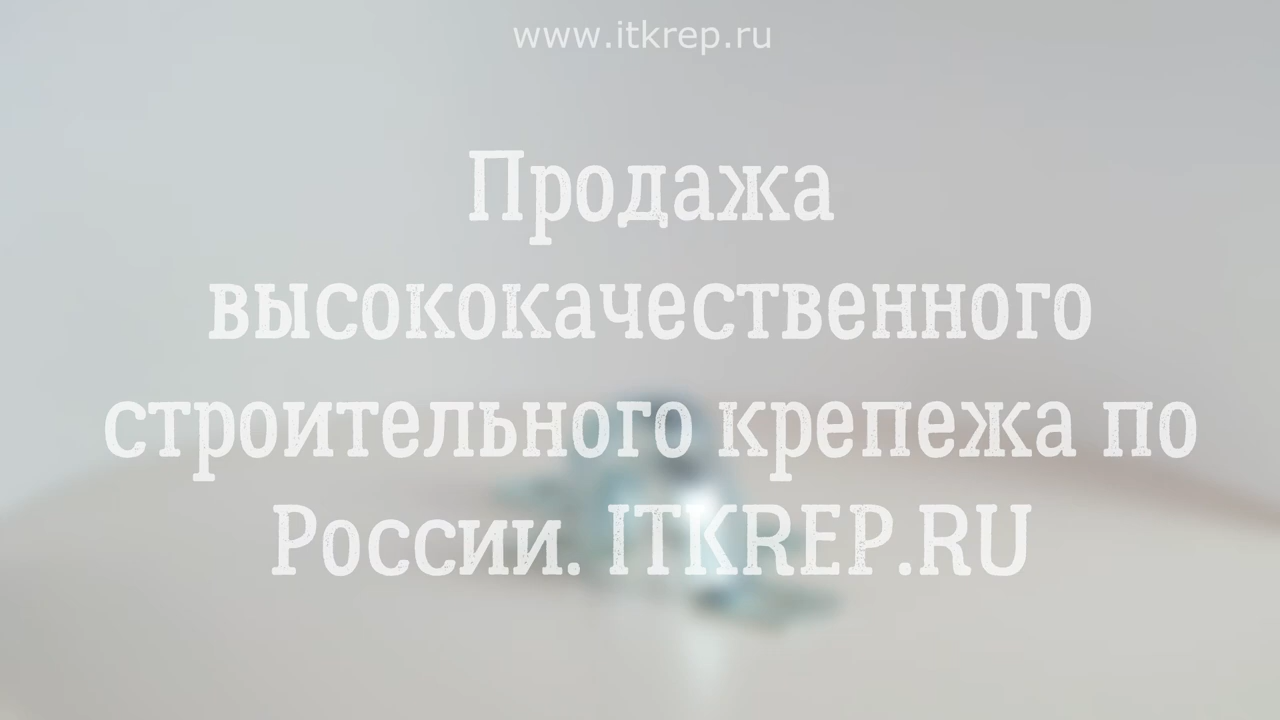 www.itkrep.ru
Продажа
высококачественного
строительного крепежа по
России. ITKREP.RU